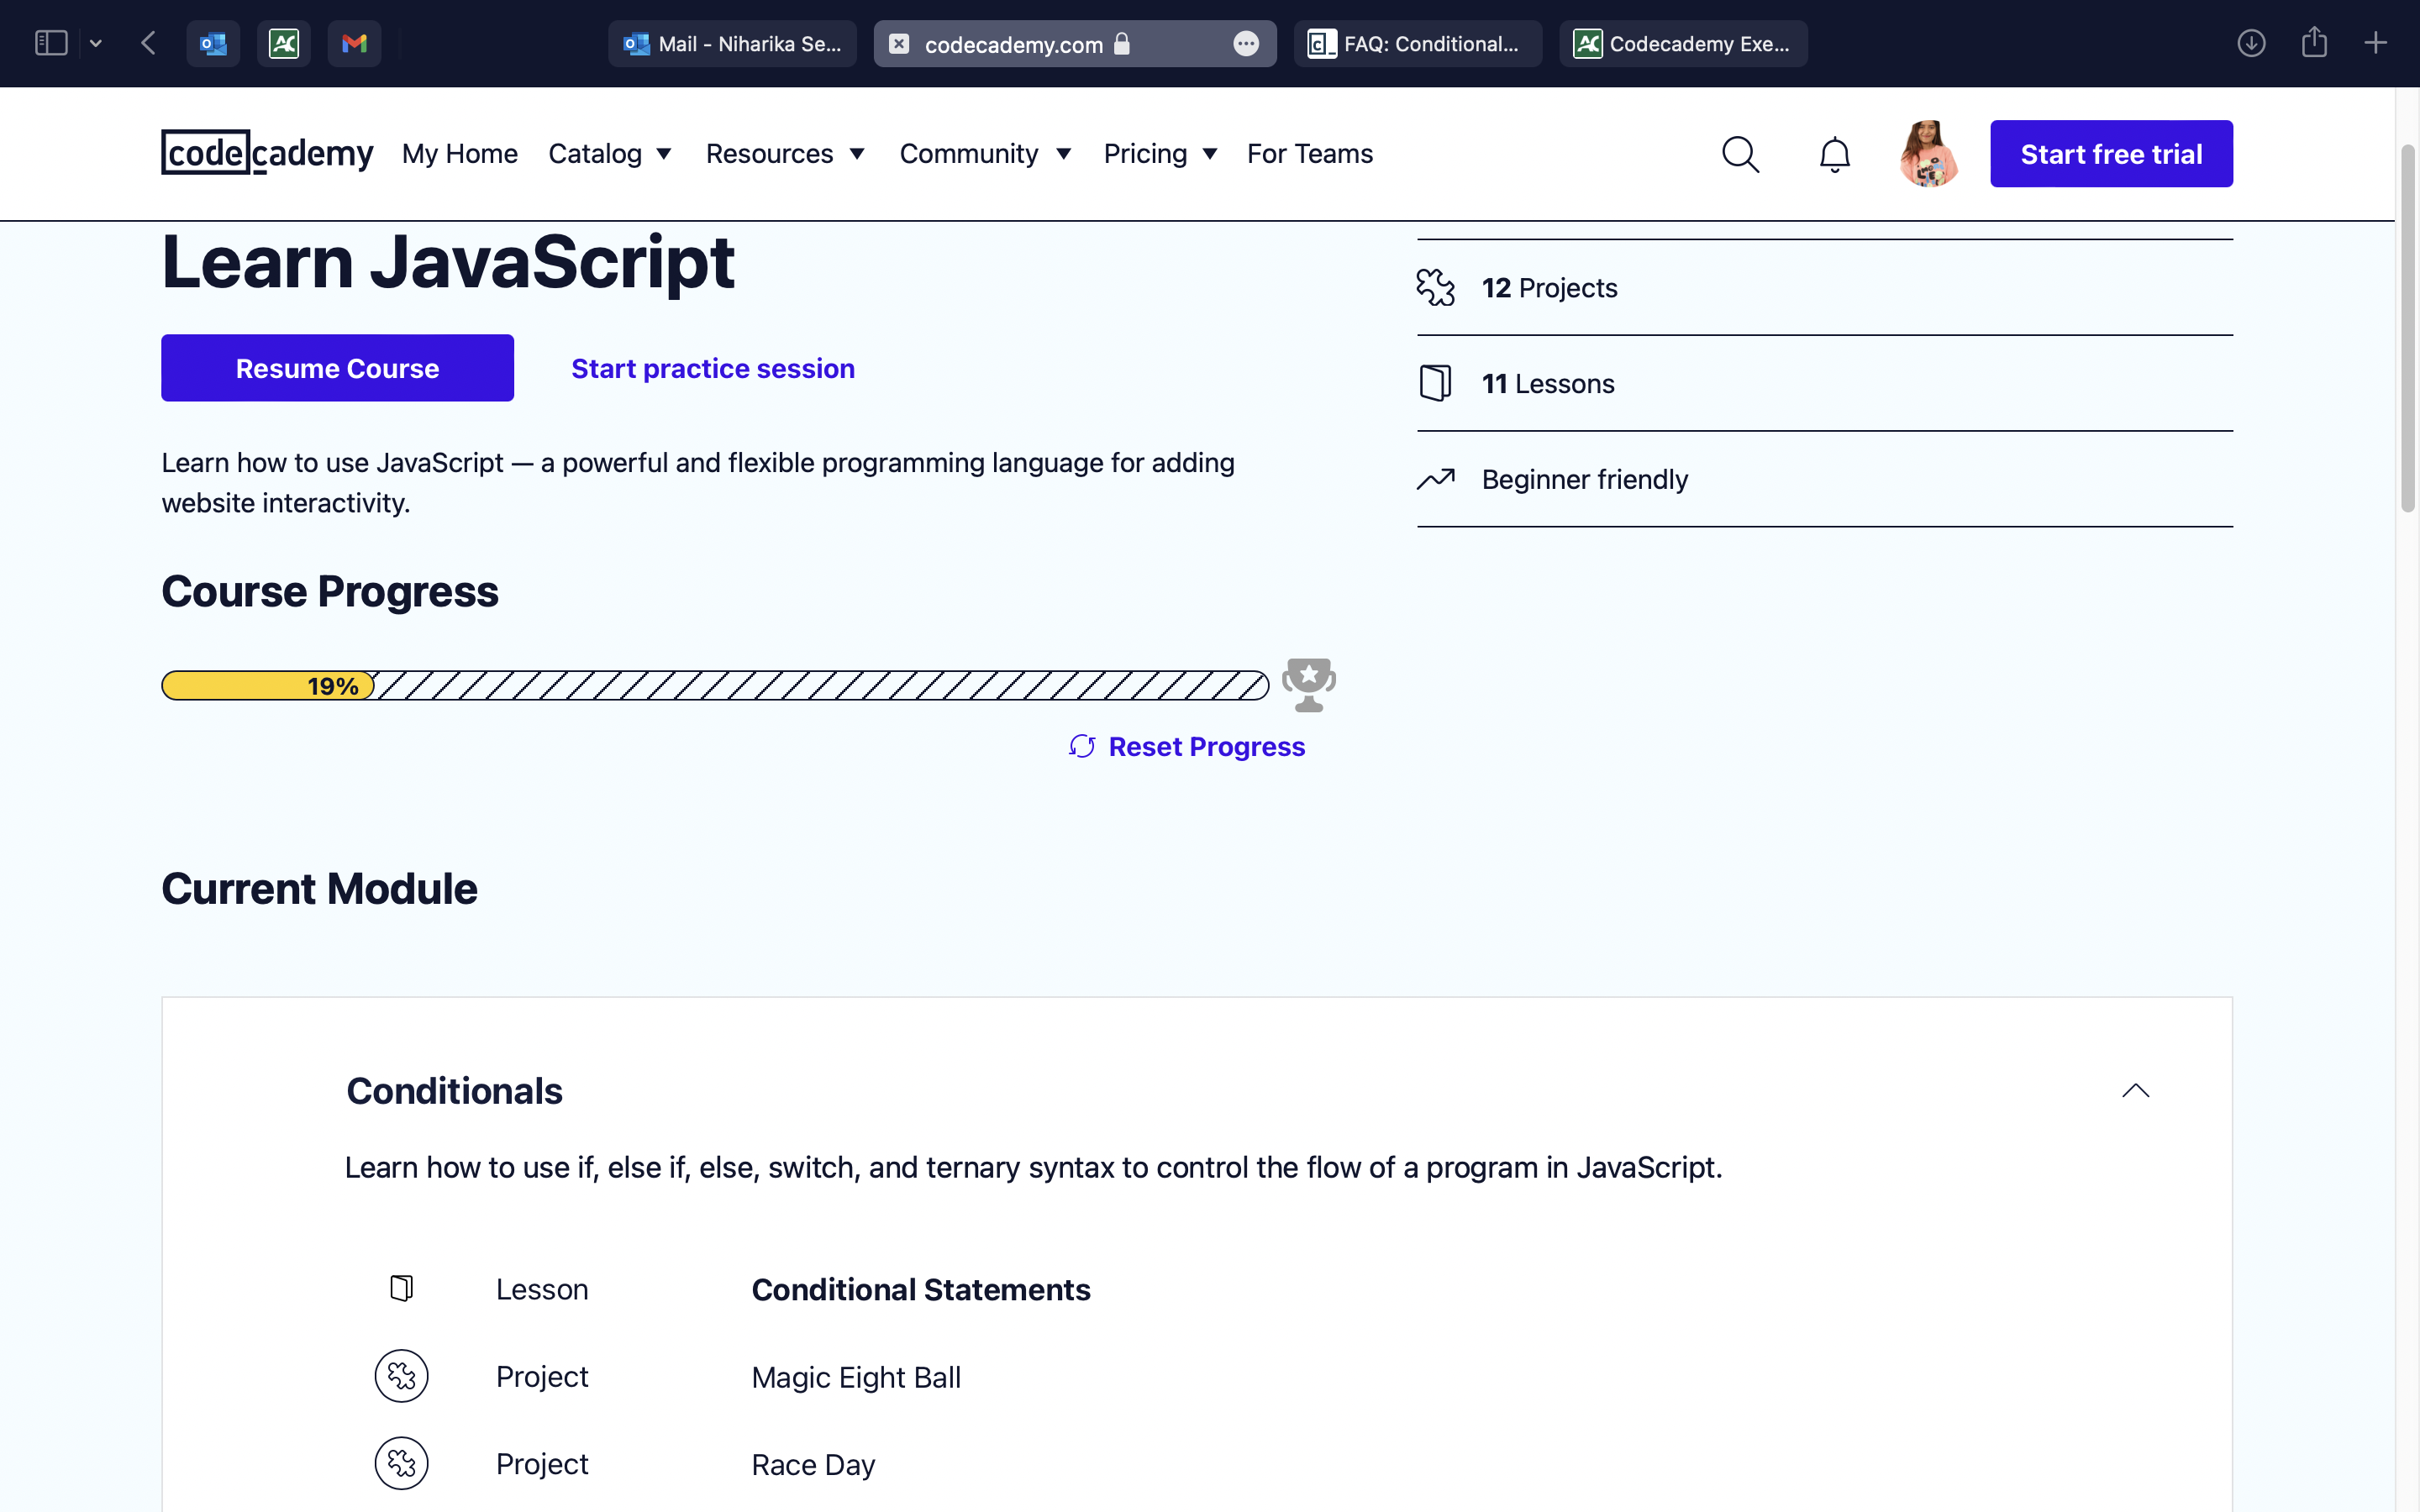 Mail - Niharika Se...
codecademy.com
FAQ: Conditional...
Codecademy Exe...
codecademy
My Home
Catalog
Resources
Community
Pricing
For Teams
Start free trial
Learn JavaScript
12 Projects
Resume Course
Start practice session
11 Lessons
Learn how to use JavaScript — a powerful and flexible programming language for adding
website interactivity.
Beginner friendly
Course Progress
19%
Reset Progress
Current Module
Conditionals
Learn how to use if, else if, else, switch, and ternary syntax to control the flow of a program in JavaScript.
Lesson
Conditional Statements
Project
Magic Eight Ball
Project
Race Day